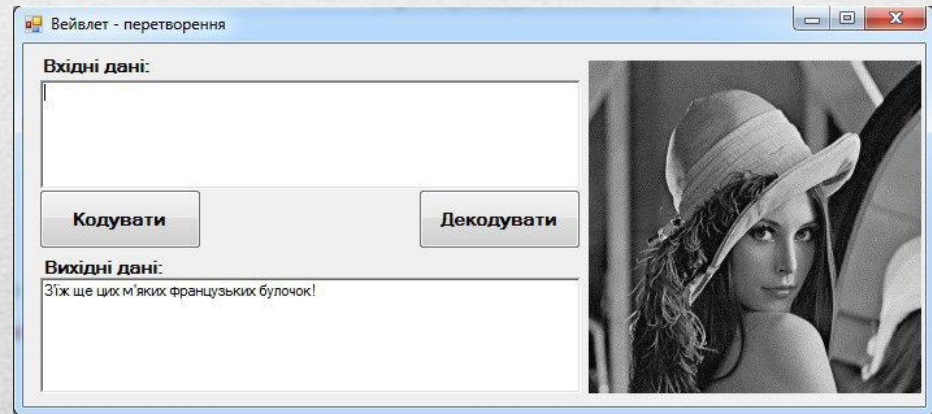 Вейвлет - перетворення
Вхідні дані:
Кодувати
Декодувати
Вихідні дані:
З'їж ще цих м'яких французьких булочок!